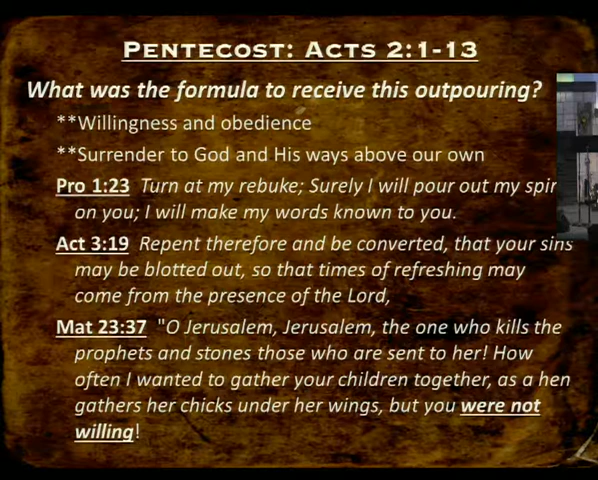 PENTECOST: ACTS 2:1-13
What was the formula to receive this outpouring?
**Willingness and obedience
**Surrender to God and His ways above our own
Pro 1:23 Turn at my rebuke; Surely I will pour out my spir
on you; I will make my words known to you.
Act 3:19 Repent therefore and be converted, that your sins
may be blotted out, so that times of refreshing may
come from the presence of the Lord,
Mat 23:37 "O Jerusalem, Jerusalem, the one who kills the
prophets and stones those who are sent to her! How
often I wanted to gather your children together, as a hen
gathers her chicks under her wings, but you were not
willing!